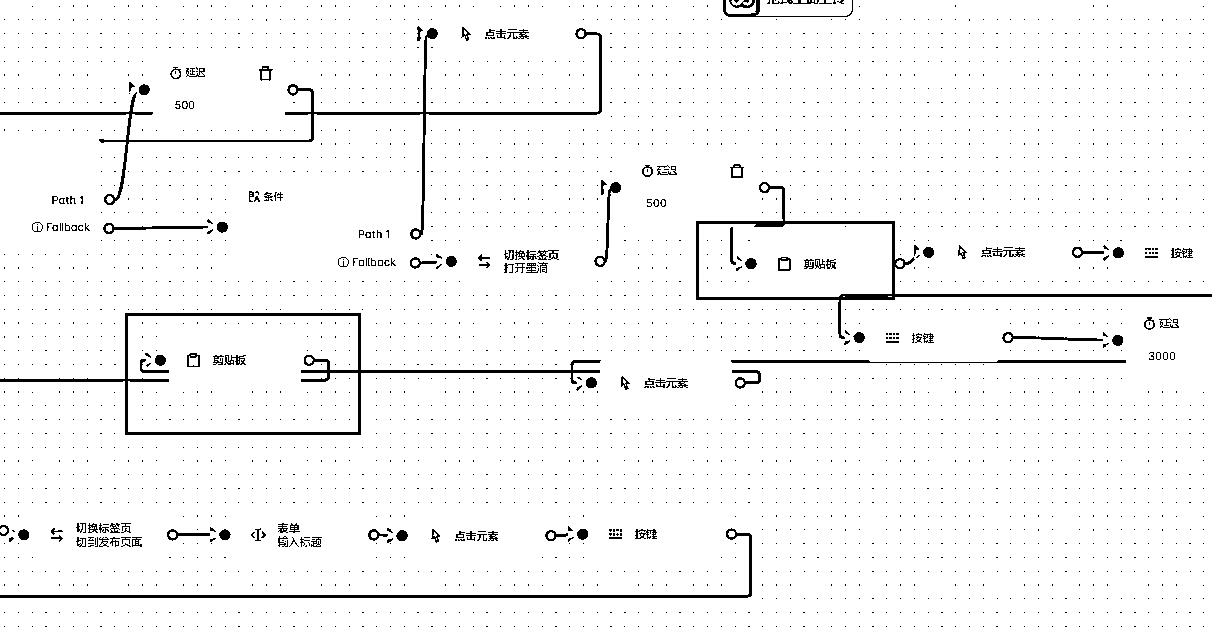 点击元素
延迟
500
Path 1
条件
Fallback
延迟
500
Path 1
Fallback
切换标签页
打开墨滴
剪贴板
点击元素
按键
按键
延迟
3000
剪贴板
点击元素
切换标签页
切到发布页面
表单
输入标题
点击元素
按键